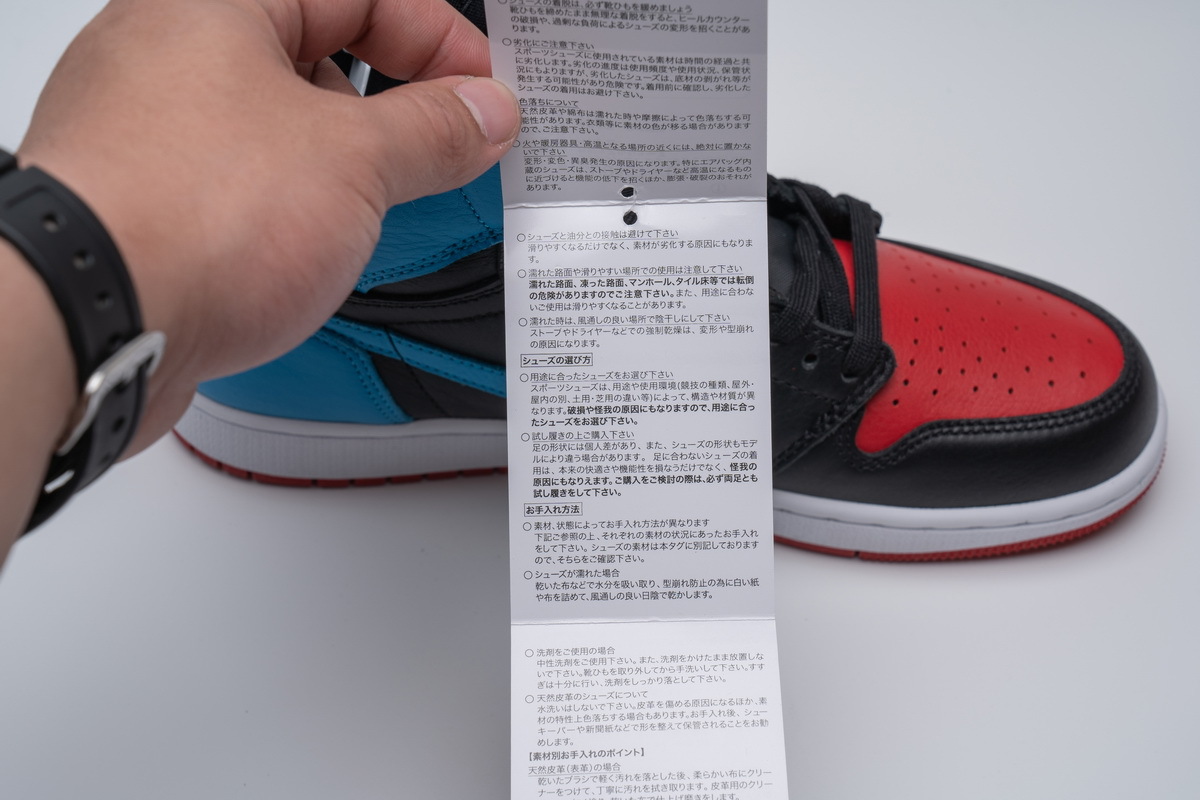 ○シューズの着脱は、必ず靴ひもを緩めましょう
靴ひもを締めたまま無理な着脱をすると、ヒールカウンター
の破損や、過剰な負荷によるシューズの変形を招くことがあ
ります。
○劣化にご注意下さい
スポーツシューズに使用されている素材は時間の経過と共
に劣化します。劣化の進度は使用頻度や使用状況、保管状
況にもよりますが、劣化したシューズは、底材の剥がれ等が
発生する可能性があり危険です。着用前に確認し、劣化した
シューズの着用はお避け下さい。
色落ちについて
天然皮革や綿布は濡れた時や摩擦によって色落ちする可
能性があります。衣類等に素材の色が移る場合があります
ので、ご注意下さい。
○火や暖房器具・高温となる場所の近くには、絶対に置かな
いで下さい
変形・変色・異臭発生の原因になります。特にエアバッグ内
蔵のシューズは、ストーブやドライヤーなど高温になるもの
に近づけると機能の低下を招くほか、膨張・破裂のおそれが
あります。
○シューズと油分との接触は避けて下さい
滑りやすくなるだけでなく、素材が劣化する原因にもなりま
す。
○濡れた路面や滑りやすい場所での使用は注意して下さい
濡れた路面、凍った路面、マンホール、タイル床等では転倒
の危険がありますのでご注意下さい。また、用途に合わな
いご使用は滑りやすくなることがあります。
○濡れた時は、風通しの良い場所で陰干しにして下さい
ストーブやドライヤーなどでの強制乾燥は、変形や型崩れ
の原因になります。
シューズの選び方
○用途に合ったシューズをお選び下さい
スポーツシューズは、用途や使用環境(競技の種類、屋外・
屋内の別、土用・芝用の違い等)によって、構造や材質が異
なります。破損や怪我の原因にもなりますので、用途に合っ
たシューズをお選び下さい。
○試し履きの上ご購入下さい
足の形状には個人差があり、また、シューズの形状もモデ
ルにより違う場合があります。 足に合わないシューズの着
用は、本来の快適さや機能性を損なうだけでなく、怪我の
原因にもなりえます。ご購入をご検討の際は、必ず両足とも
試し履きをして下さい。
お手入れ方法
○素材、状態によってお手入れ方法が異なります
下記ご参照の上、それぞれの素材の状況にあったお手入れ
をして下さい。シューズの素材は本タグに別記しております
ので、そちらをご確認下さい。
○シューズが濡れた場合
乾いた布などで水分を吸い取り、型崩れ防止の為に白い紙
や布を詰めて、風通しの良い日陰で乾かします。
○洗剤をご使用の場合
中性洗剤をご使用下さい。また、洗剤をかけたまま放置しな
いで下さい。靴ひもを取り外してから手洗いして下さい。すす
ぎは十分に行い、洗剤をしっかり落として下さい。
○天然皮革のシューズについて
水洗いはしないで下さい。皮革を傷める原因になるほか、素
材の特性上色落ちする場合もあります。お手入れ後、シュー
キーパーや新聞紙などで形を整えて保管されることをお勧
めします。
【素材別お手入れのポイント】
天然皮革(表革)の場合
乾いたブラシで軽く汚れを落とした後、柔らかい布にクリー
ナーをつけて、丁寧に汚れを拭き取ります。皮革用のクリー